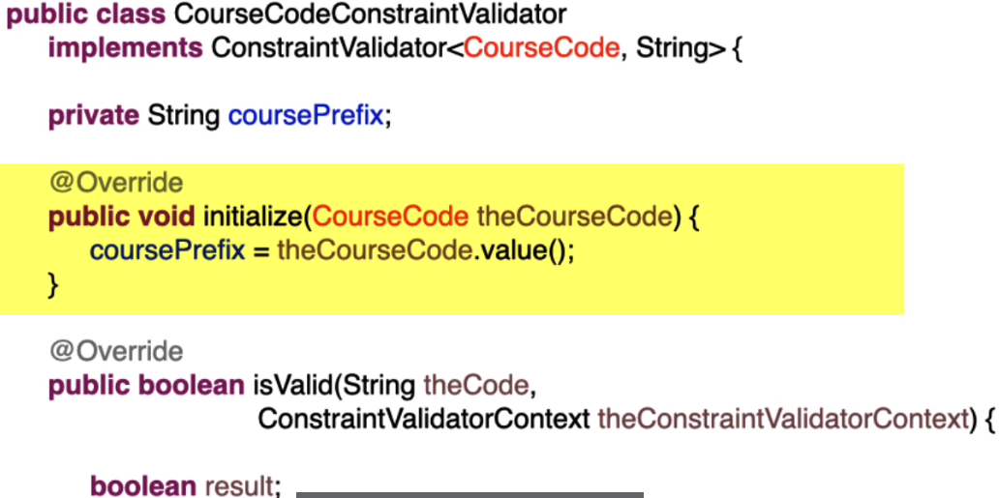 public class CourseCodeConstraintValidator
implements ConstraintValidator<CourseCode, String> {
private String coursePrefix;
@Override
public void initialize(CourseCode theCourseCode) {
coursePrefix = theCourseCode.value();
}
@Override
public boolean isValid(String theCode,
ConstraintValidatorContext theConstraintValidatorContext) {
boolean result;